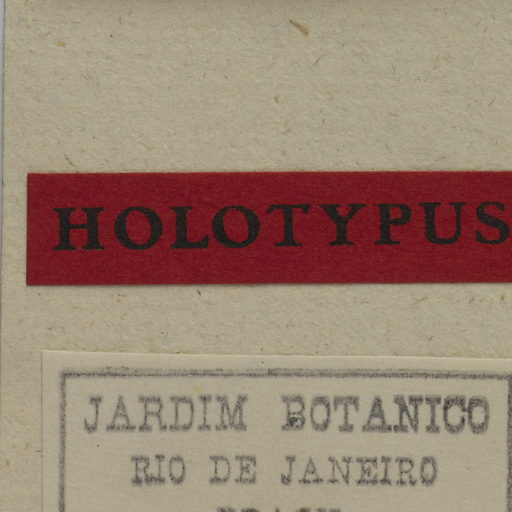 HOLOTYPUS
JARDIM BOTANICO
RIO DE JANEIRO